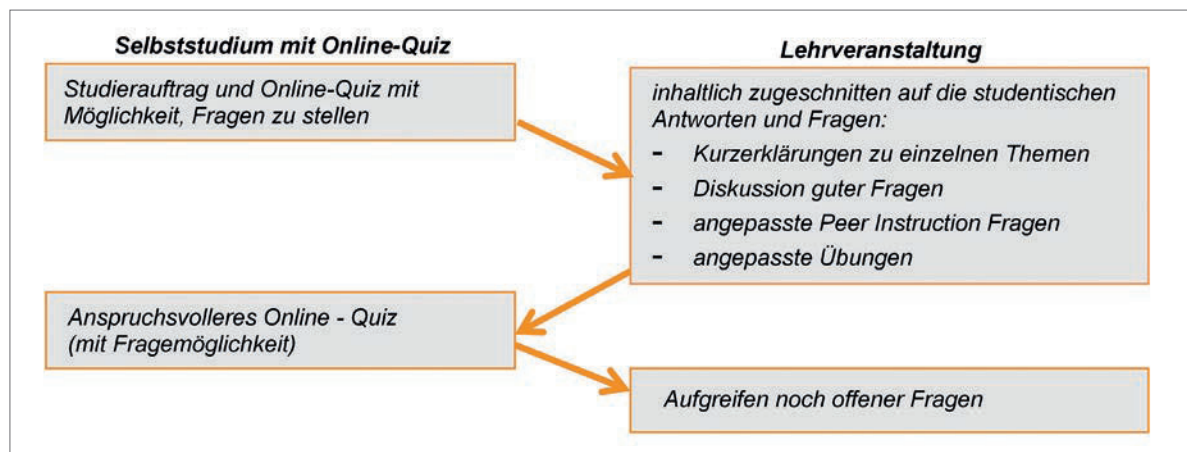 Selbststudium mit Online-Quiz
Studierauftrag und Online-Quiz mit
Möglichkeit, Fragen zu stellen
Lehrveranstaltung
inhaltlich zugeschnitten auf die studentischen
Antworten und Fragen:
- Kurzerklärungen zu einzelnen Themen
- Diskussion guter Fragen
- angepasste Peer Instruction Fragen
- angepasste Übungen
Anspruchsvolleres Online - Quiz
(mit Fragemöglichkeit)
Aufgreifen noch offener Fragen